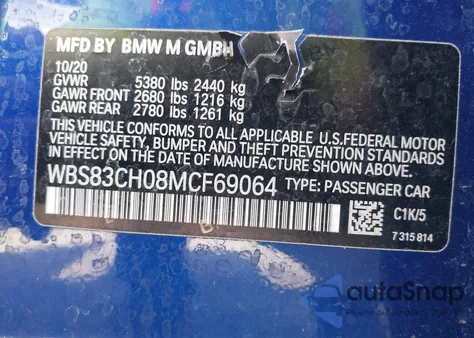 MFD BY BMW M GMBH
10/20
GVWR 5380 lbs 2440 kg
GAWR FRONT 2680 lbs 1216 kg
GAWR REAR 2780 lbs 1261 kg
THIS VEHICLE CONFORMS TO ALL APPLICABLE U.S.FEDERAL MOTOR
VEHICLE SAFETY, BUMPER AND THEFT PREVENTION STANDARDS
IN EFFECT ON THE DATE OF MANUFACTURE SHOWN ABOVE.
WBS83CH08MCF69064 TYPE: PASSENGER CAR
C1K/5
7 315 814
autoSnap